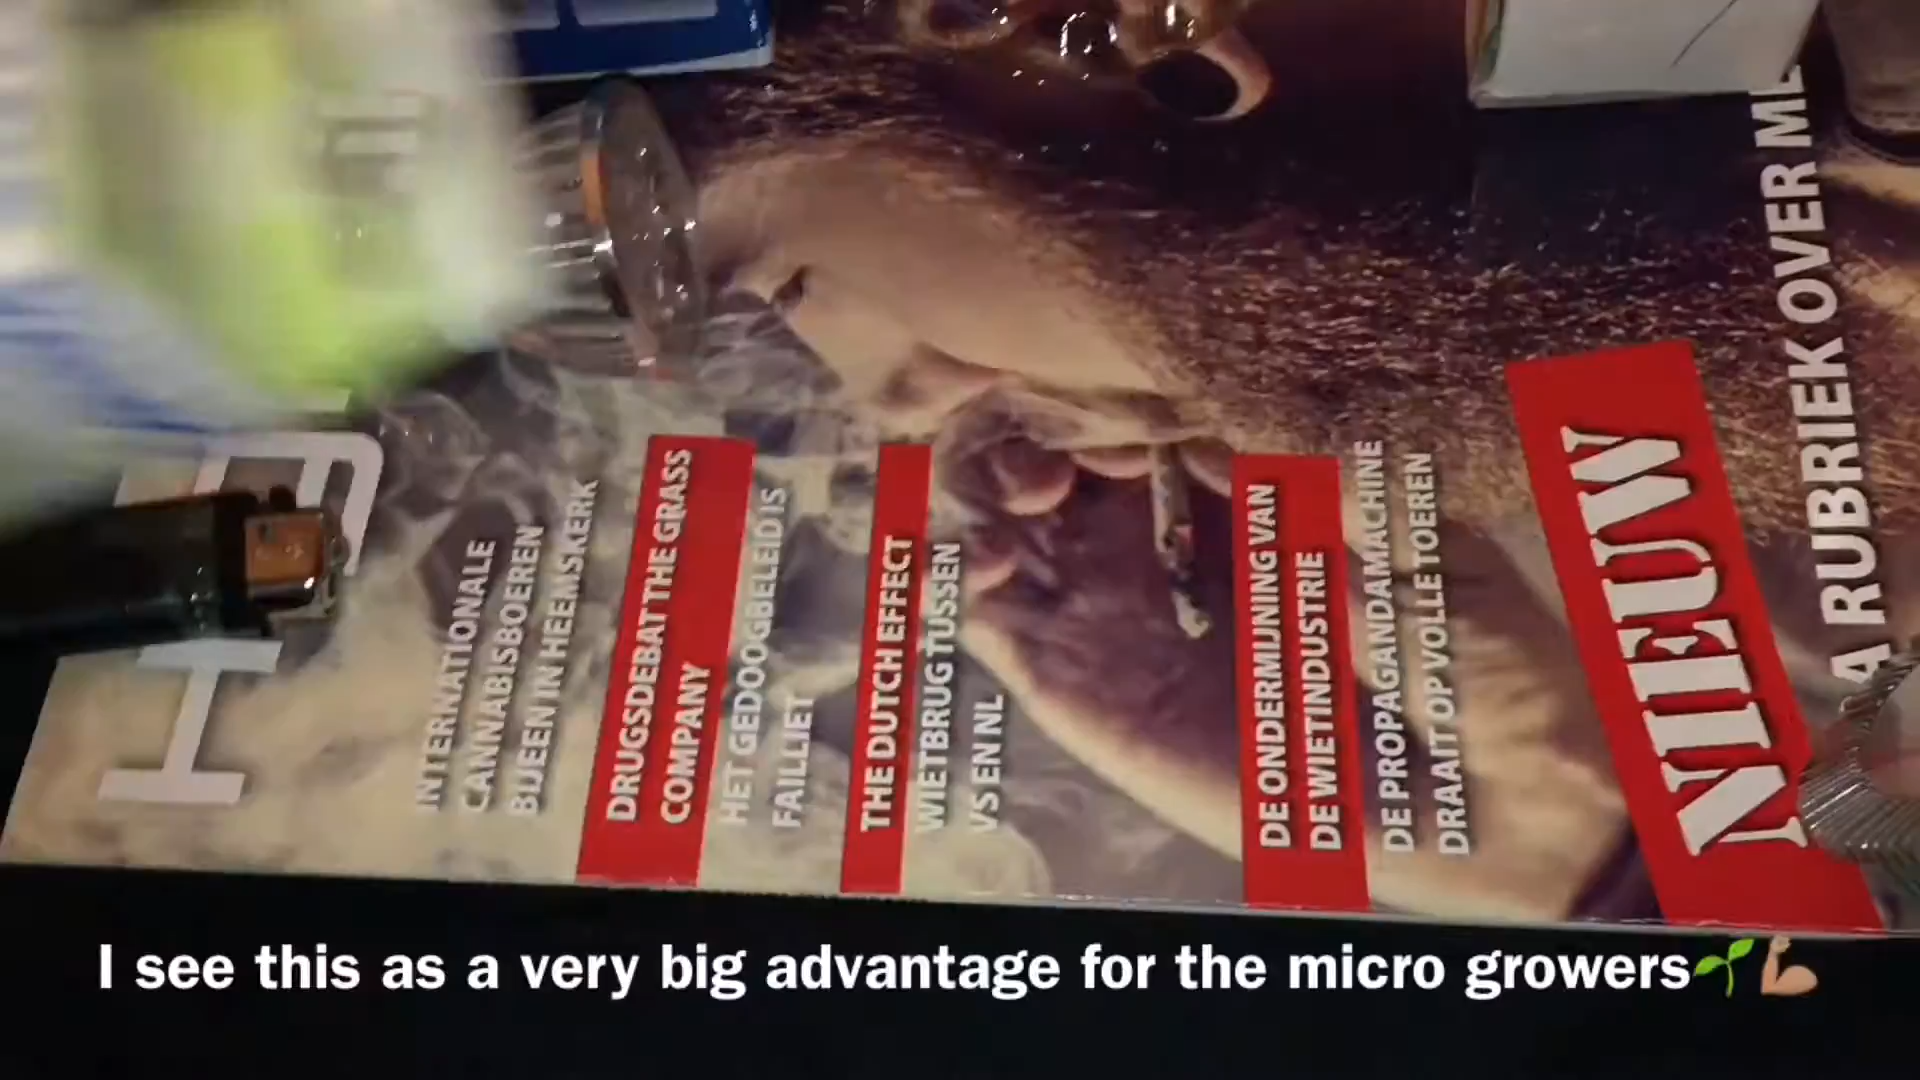 INTERNATIONALE
CANNABISBOEREN
BIJEEN IN HEEMSKERK
DRUGSDEBAT THE GRASS
COMPANY
HET GEDOOGBELEID IS
FAILLIET
THE DUTCH EFFECT
WIETBRUG TUSSEN
VS EN NL
DE ONDERMIJNING VAN
DE WIETINDUSTRIE
DE PROPAGANDAMACHINE
DRAAIT OP VOLLE TOEREN
NIEUW
A RUBRIEK OVER
I see this as a very big advantage for the micro growers🌱💪🏼